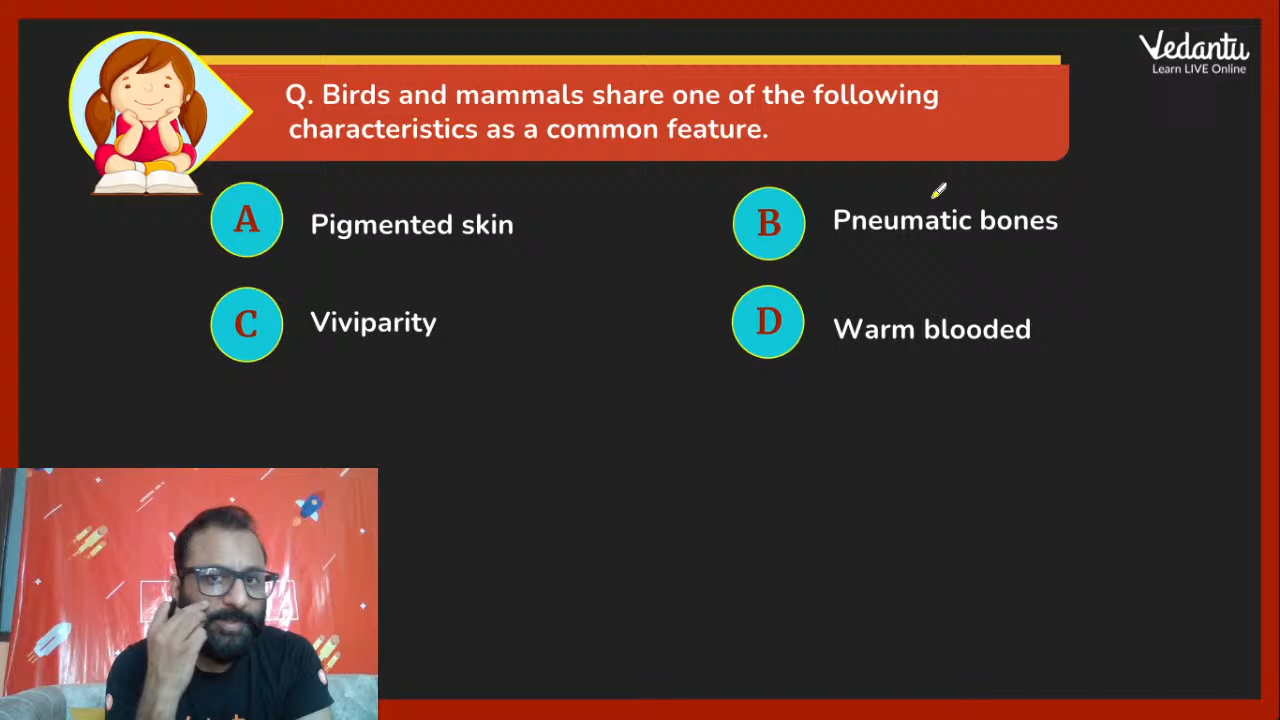 Vedantu
Learn LIVE Online
Q. Birds and mammals share one of the following
characteristics as a common feature.
A Pigmented skin
B Pneumatic bones
C Viviparity
D Warm blooded